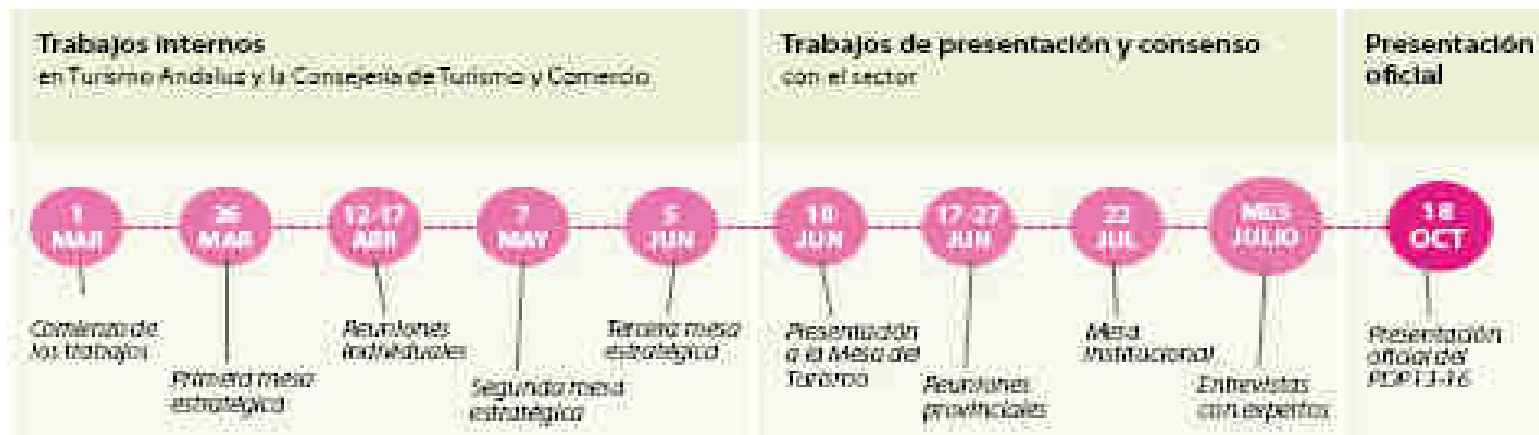 Trabajos internos
en Turismo Andaluz y la Consejería de Turismo y Comercio
Trabajos de presentación y consenso
con el sector
Presentación
oficial
1
MAR
26
MAR
12-17
ABR
7
MAY
5
JUN
10
JUN
17-27
JUN
22
JUL
MES
JULIO
18
OCT
Comienzo de
los trabajos
Primera mesa
estratégica
Reuniones
individuales
Segunda mesa
estratégica
Tercera mesa
estratégica
Presentación
a la Mesa del
Turismo
Reuniones
provinciales
Mesa
Institucional
Entrevistas
con expertos
Presentación
oficial del